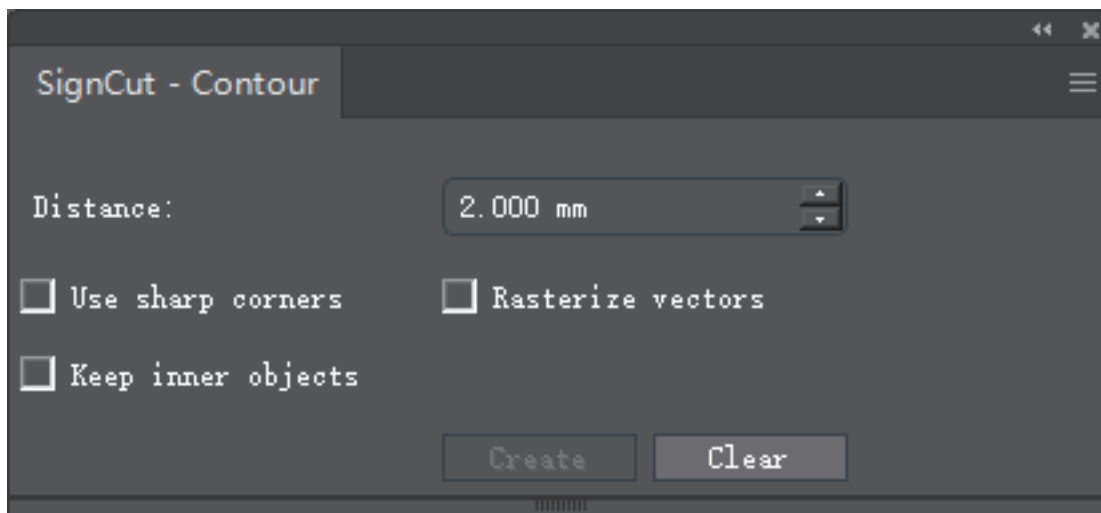 SignCut - Contour
Distance: 2.000 mm
Use sharp corners Rasterize vectors
Keep inner objects
Create Clear